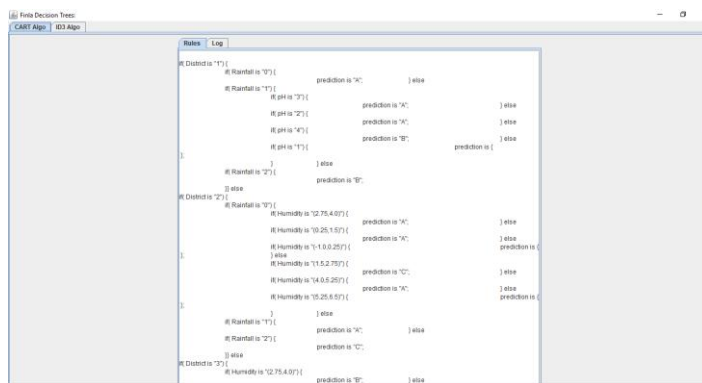 Finla Decision Trees:
CART Algo ID3 Algo
Rules Log
if( District is "1") {
if( Rainfall is "0") {
prediction is "A"; } else
if( Rainfall is "1") {
if( pH is "3") {
prediction is "A"; } else
if( pH is "2") {
prediction is "A"; } else
if( pH is "4") {
prediction is "B"; } else
if( pH is "1") { prediction is {
};
} } else
if( Rainfall is "2") {
prediction is "B";
}} else
if( District is "2") {
if( Rainfall is "0") {
if( Humidity is "(2.75,4.0)") {
prediction is "A"; } else
if( Humidity is "(0.25,1.5)") {
prediction is "A"; } else
if( Humidity is "(-1.0,0.25)") { prediction is {
}; } else
if( Humidity is "(1.5,2.75)") {
prediction is "C"; } else
if( Humidity is "(4.0,5.25)") {
prediction is "A"; } else
if( Humidity is "(5.25,6.5)") { prediction is {
};
} } else
if( Rainfall is "1") {
prediction is "A"; } else
if( Rainfall is "2") {
prediction is "C";
}} else
if( District is "3") {
if( Humidity is "(2.75,4.0)") {
prediction is "B"; } else